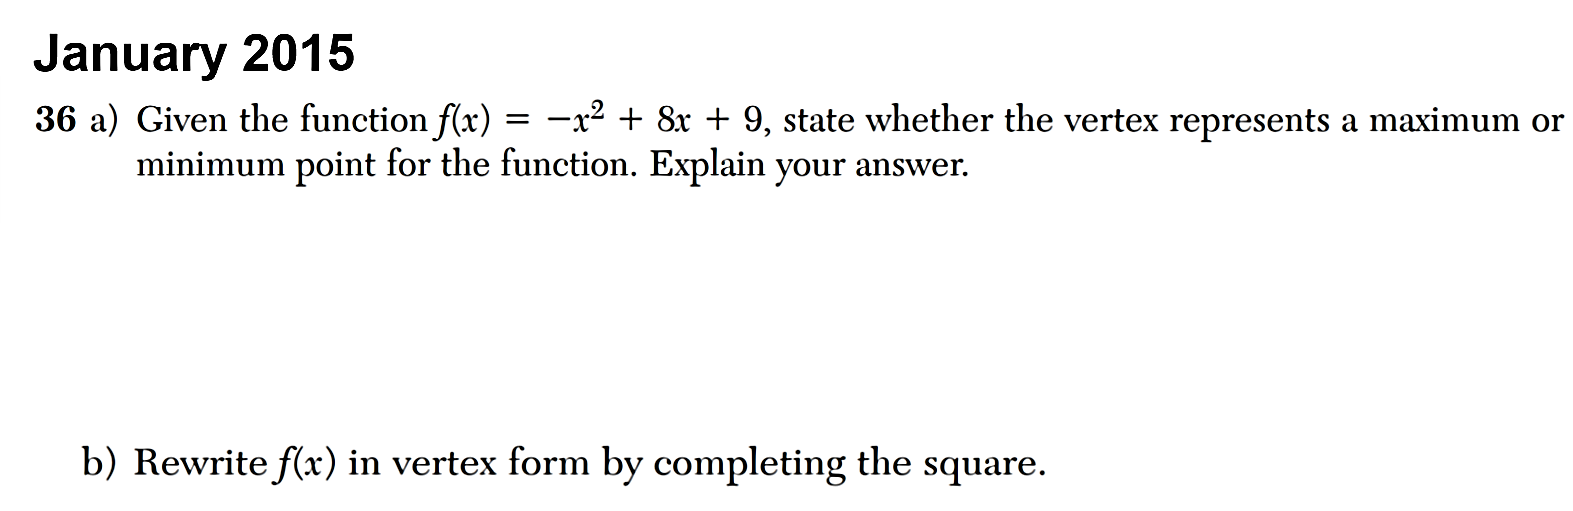 January 2015
36 a) Given the function f(x) = −x² + 8x + 9, state whether the vertex represents a maximum or
minimum point for the function. Explain your answer.
b) Rewrite f(x) in vertex form by completing the square.